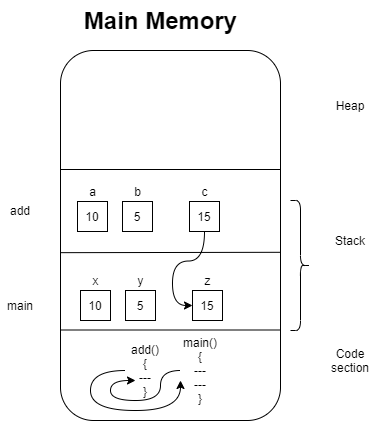 Main Memory
Heap
add
a b c
10 5 15
Stack
main
x y z
10 5 15
add() main()
{ {
--- ---
} ---
}
Code
section